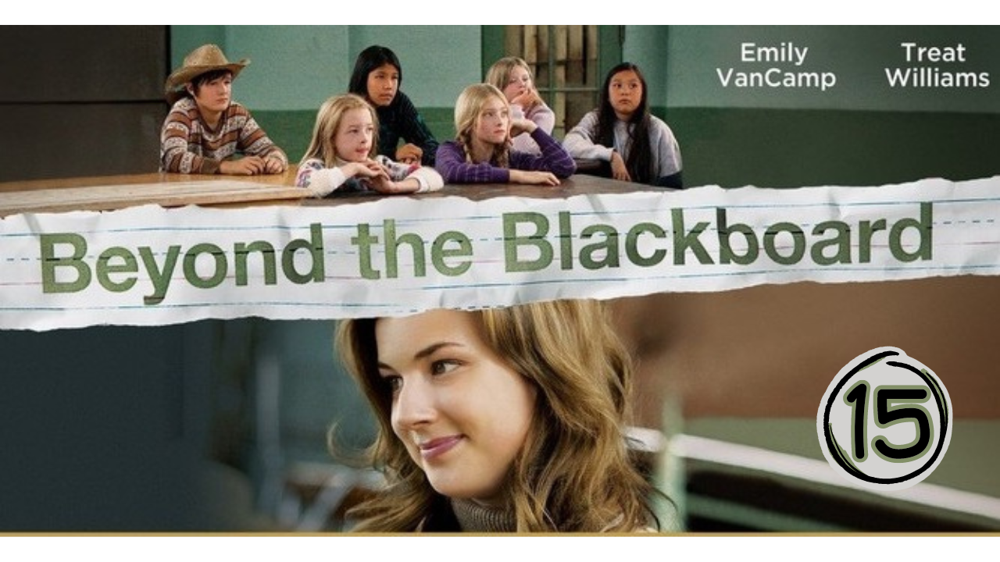 Emily
VanCamp
Treat
Williams
Beyond the Blackboard
15